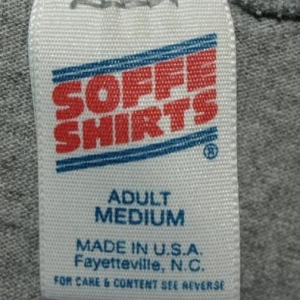 SOFFE
SHIRTS®
ADULT
MEDIUM
MADE IN U.S.A.
Fayetteville, N.C.
FOR CARE & CONTENT SEE REVERSE